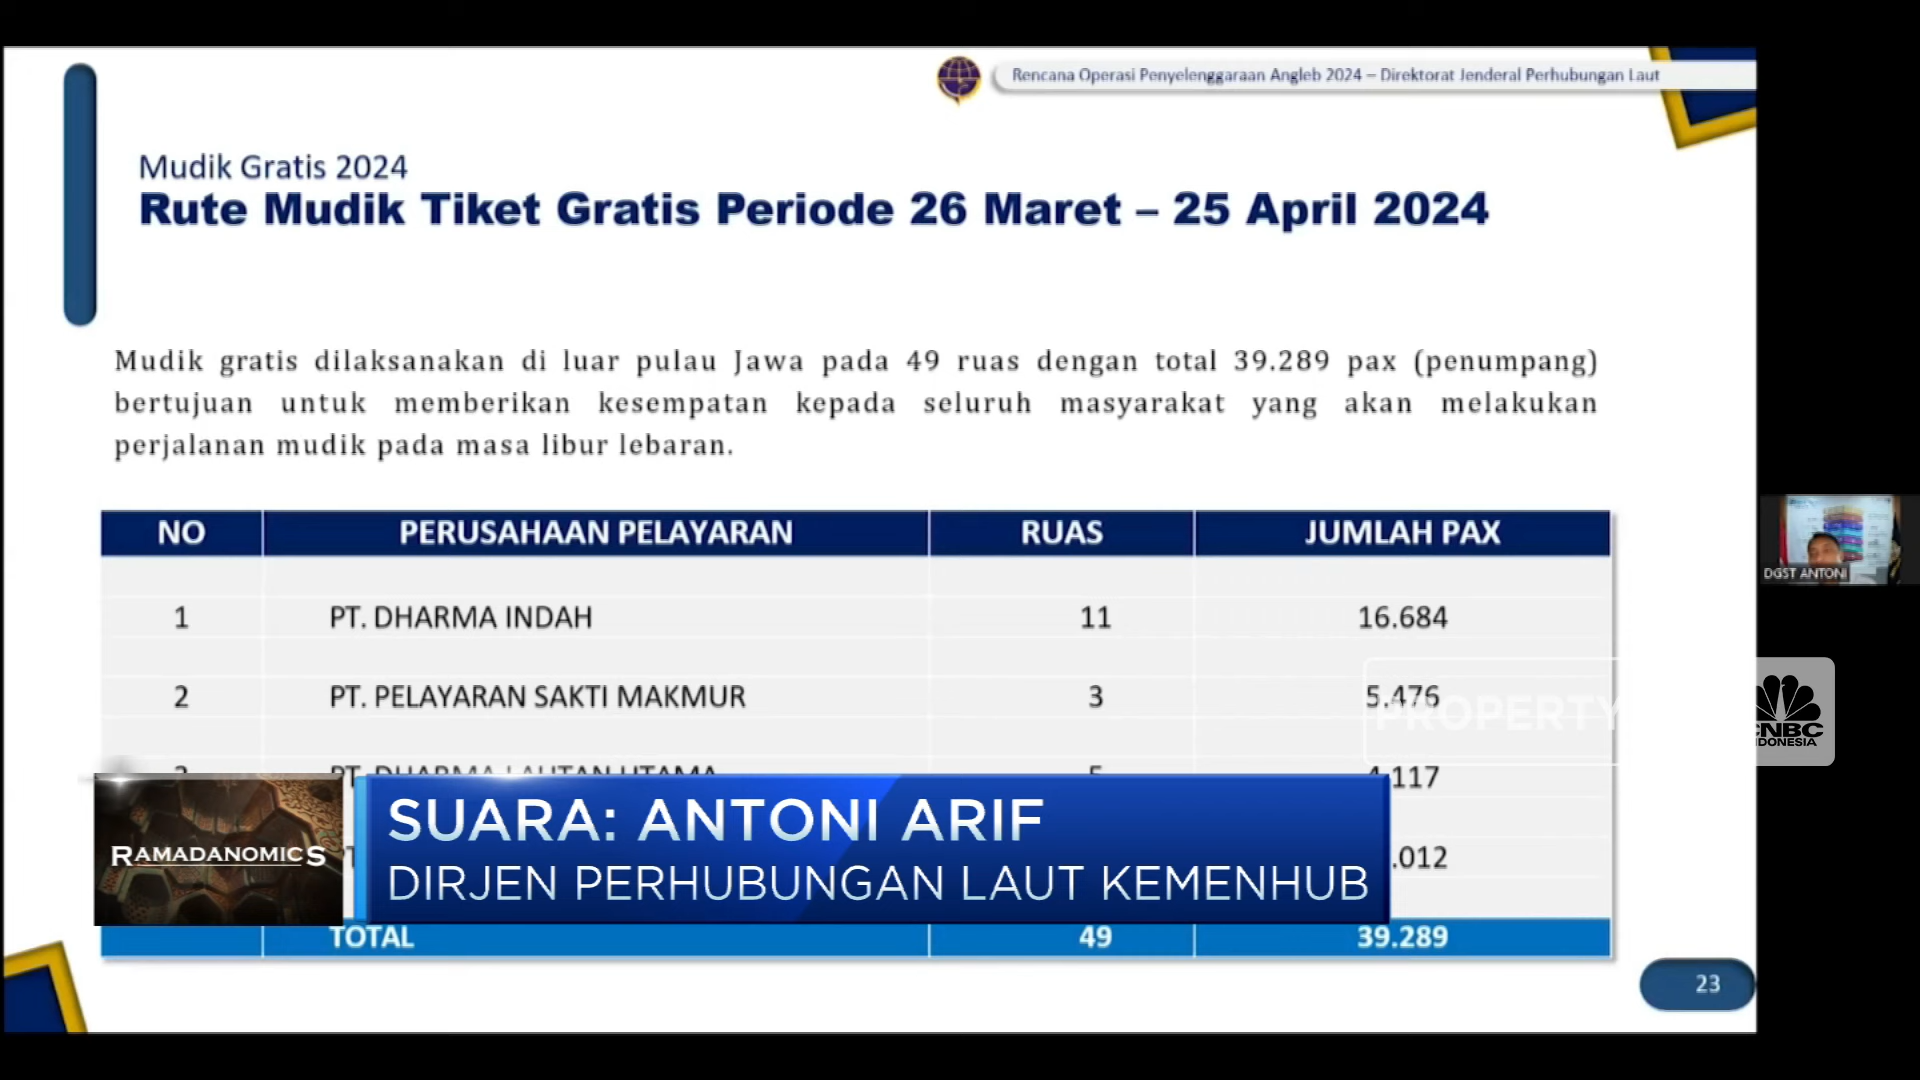 Rencana Operasi Penyelenggaraan Angleb 2024 – Direktorat Jenderal Perhubungan Laut
Mudik Gratis 2024
Rute Mudik Tiket Gratis Periode 26 Maret – 25 April 2024
Mudik gratis dilaksanakan di luar pulau Jawa pada 49 ruas dengan total 39.289 pax (penumpang)
bertujuan untuk memberikan kesempatan kepada seluruh masyarakat yang akan melakukan
perjalanan mudik pada masa libur lebaran.
NO PERUSAHAAN PELAYARAN RUAS JUMLAH PAX
1 PT. DHARMA INDAH 11 16.684
2 PT. PELAYARAN SAKTI MAKMUR 3 5.476
PROPERTY
CNBC
INDONESIA
PT. DHARMA LAUTAN UTAMA 5 4.117
.012
TOTAL 49 39.289
RAMADANOMICS
SUARA: ANTONI ARIF
DIRJEN PERHUBUNGAN LAUT KEMENHUB
DGST ANTONI
23